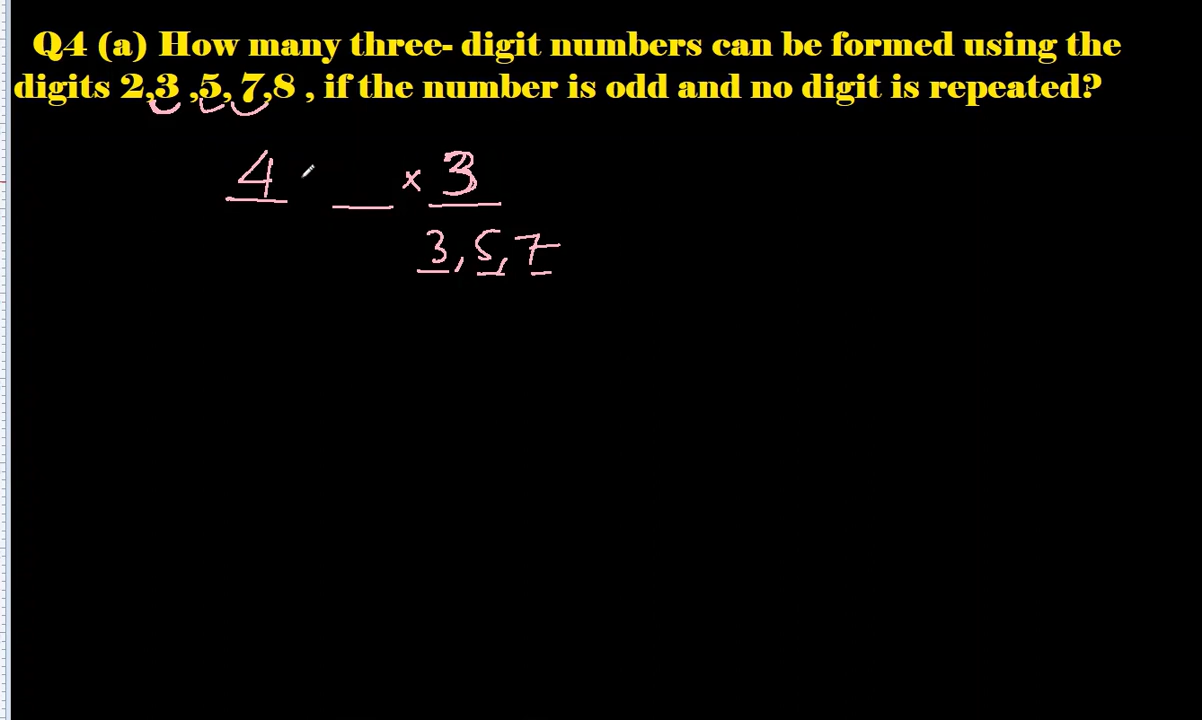 Q4 (a) How many three- digit numbers can be formed using the
digits 2,3 ,5, 7,8 , if the number is odd and no digit is repeated?
4 × 3
3, 5, 7